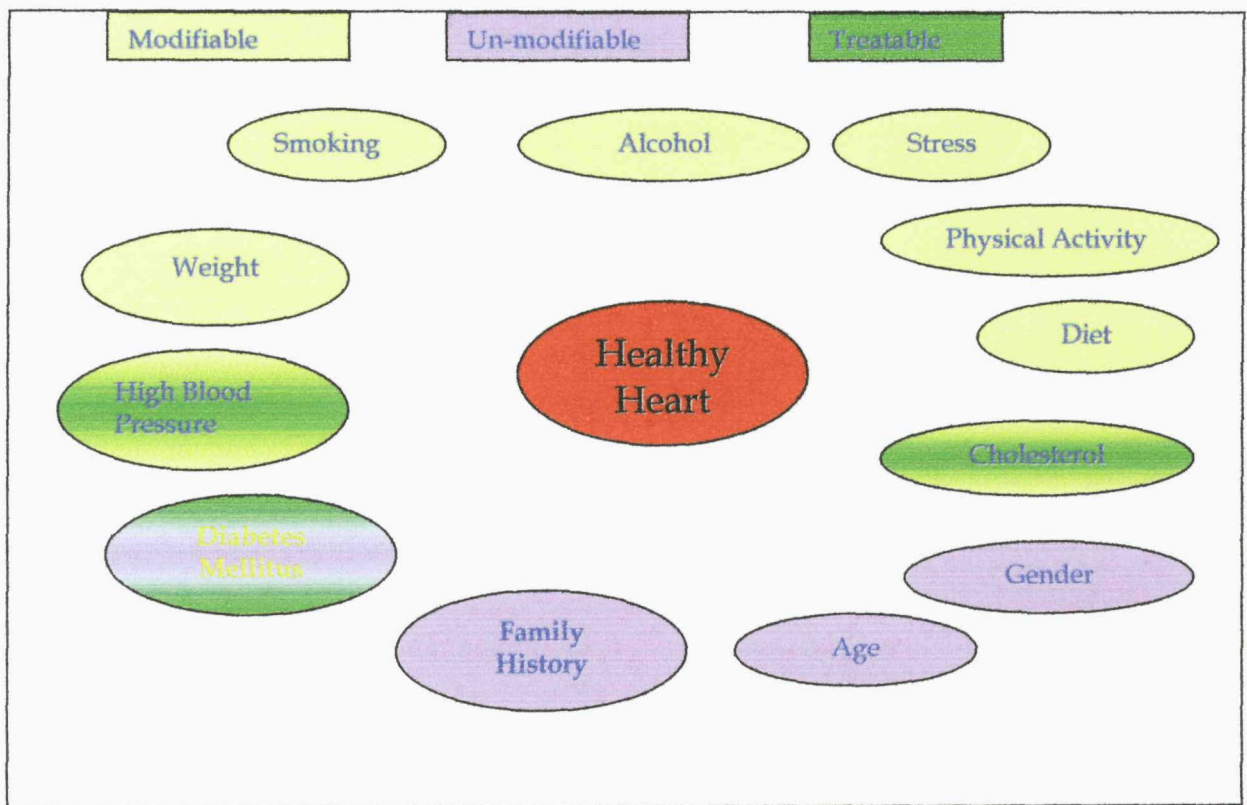 Modifiable
Un-modifiable
Treatable
Smoking
Alcohol
Stress
Physical Activity
Weight
Diet
Healthy
Heart
High Blood
Pressure
Cholesterol
Diabetes
Mellitus
Gender
Family
History
Age